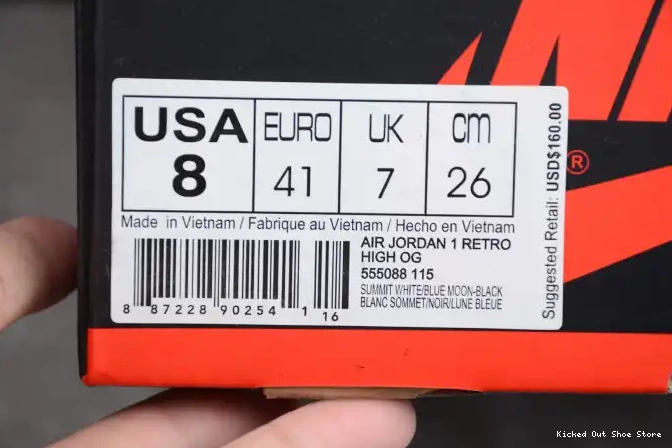 USA EURO UK cm
8 41 7 26
Made in Vietnam / Fabrique au Vietnam / Hecho en Vietnam
AIR JORDAN 1 RETRO
HIGH OG
555088 115
SUMMIT WHITE/BLUE MOON-BLACK
BLANC SOMMET/NOIR/LUNE BLEUE
8 87228 90254 1 16
Suggested Retail: USD$160.00
®
Kicked Out Shoe Store